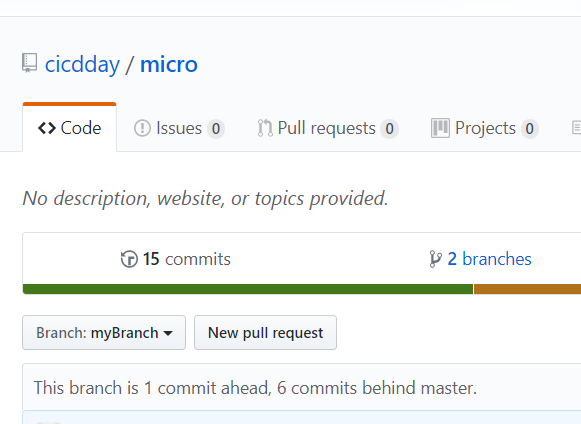 cicdday / micro
<> Code Issues 0 Pull requests 0 Projects 0
No description, website, or topics provided.
15 commits 2 branches
Branch: myBranch New pull request
This branch is 1 commit ahead, 6 commits behind master.